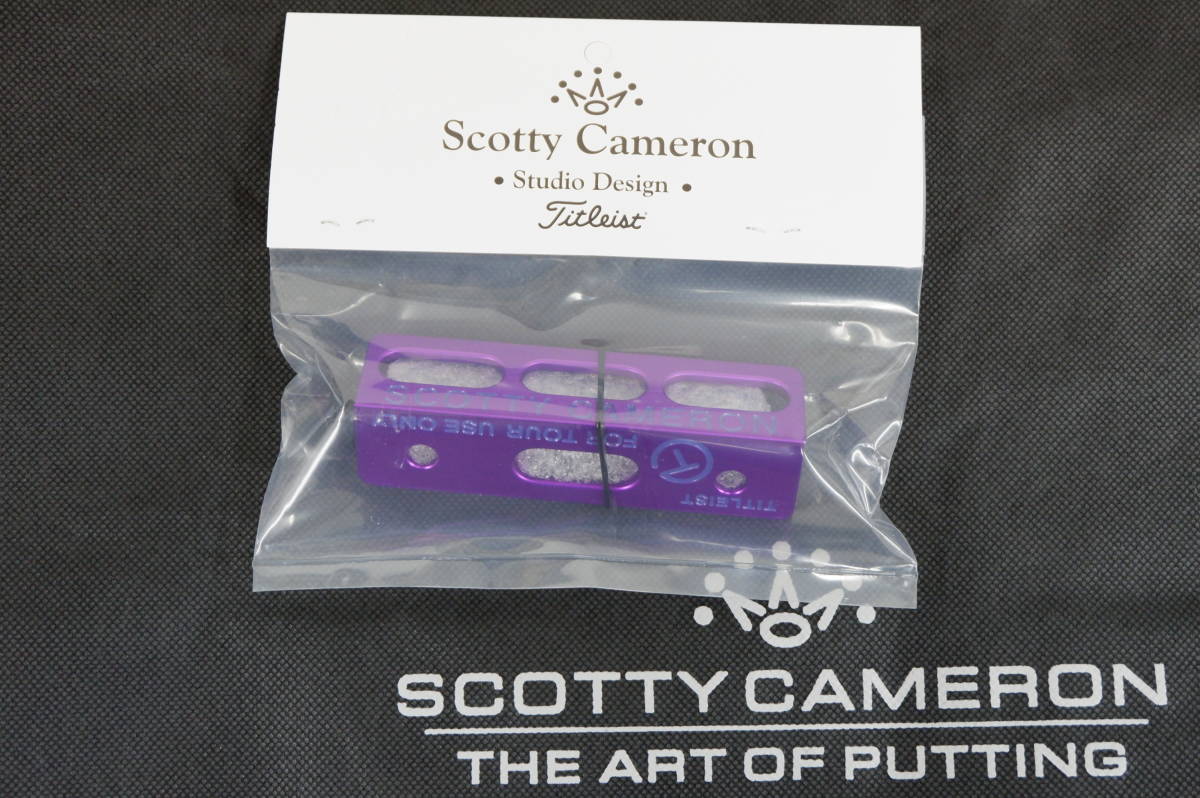 Scotty Cameron
• Studio Design •
Titleist
SCOTTY CAMERON
FOR TOUR USE ONLY
TITLEIST
SCOTTY CAMERON
THE ART OF PUTTING